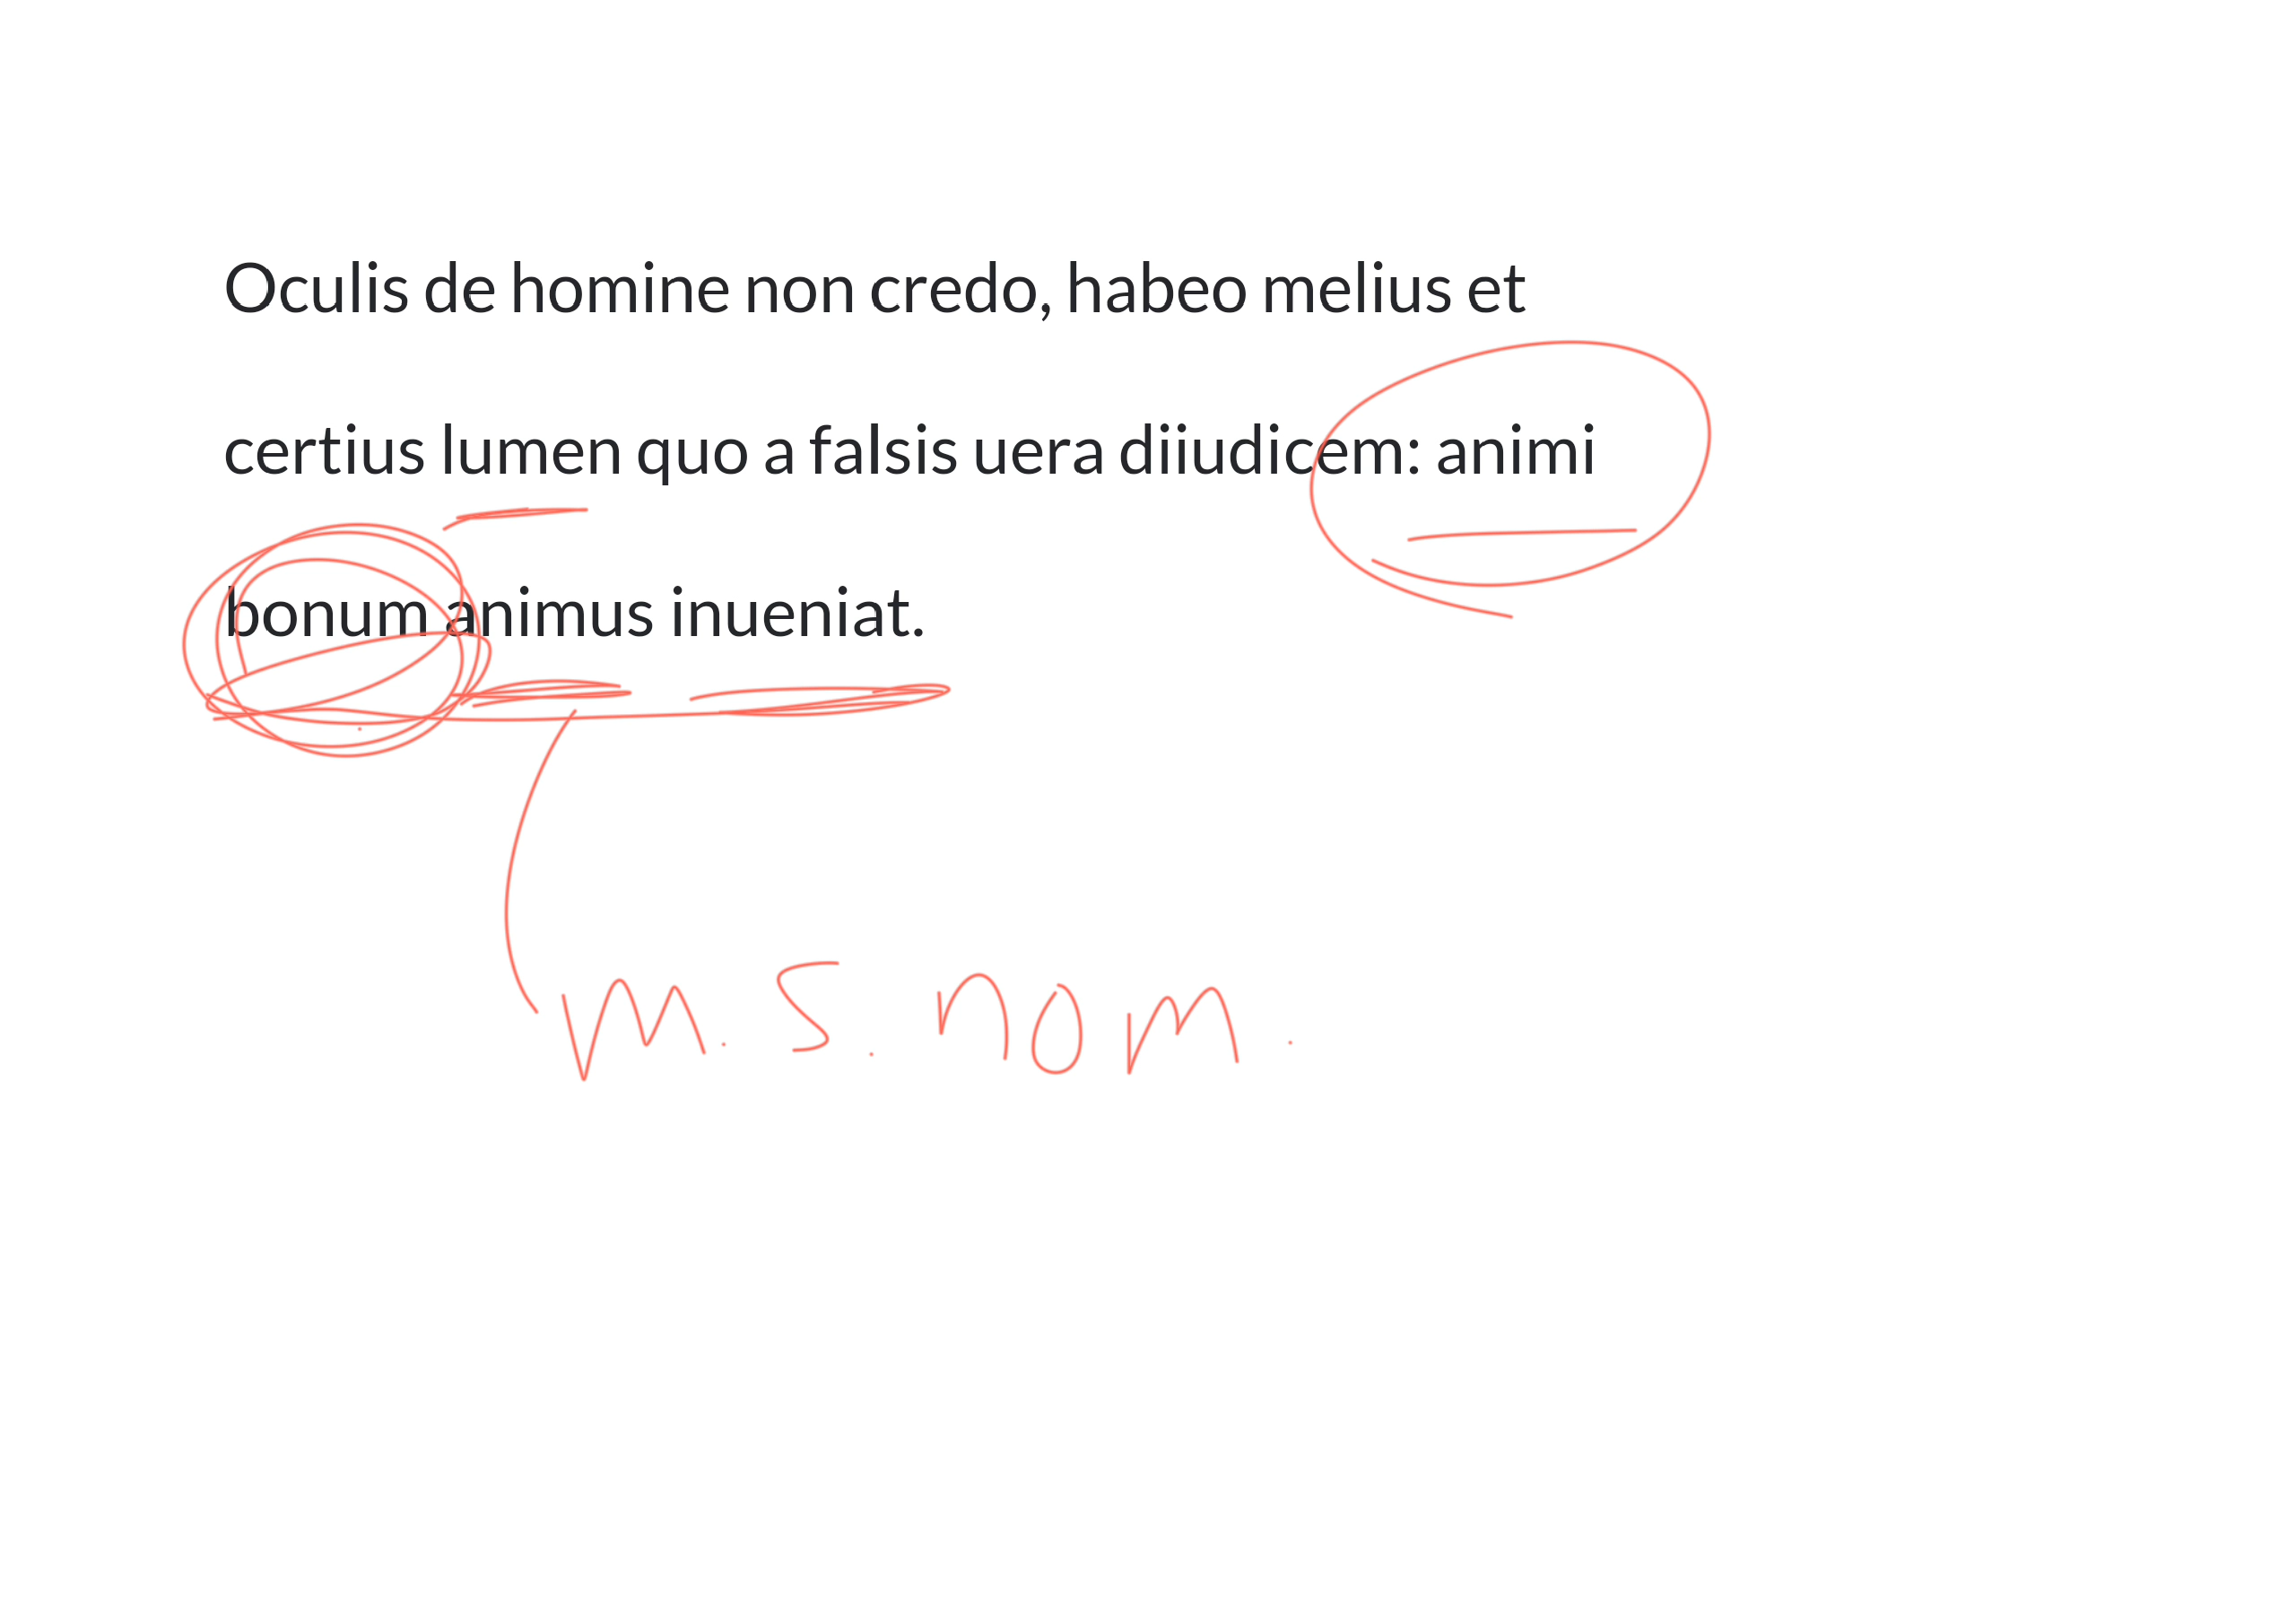 Oculis de homine non credo, habeo melius et
certius lumen quo a falsis uera diiudicem: animi
bonum animus inueniat.
m. s. nom.